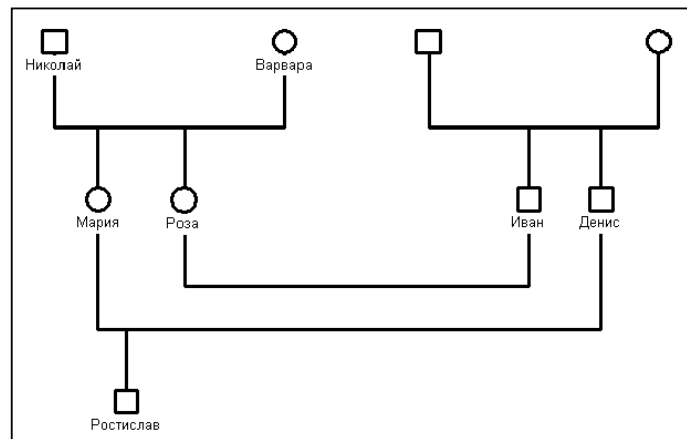 Николай
Варвара
Мария
Роза
Иван
Денис
Ростислав